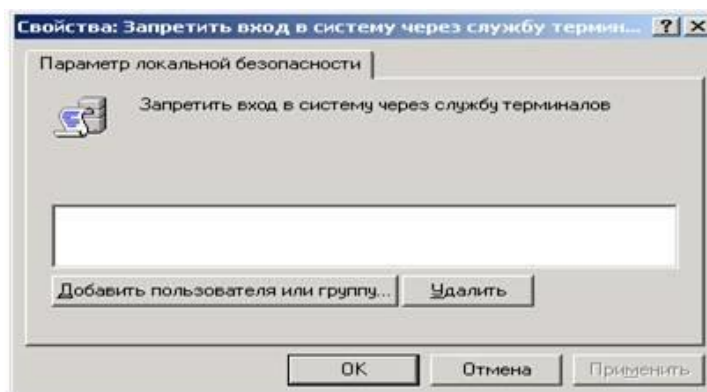 Свойства: Запретить вход в систему через службу термин...
Параметр локальной безопасности
Запретить вход в систему через службу терминалов
Добавить пользователя или группу...
Удалить
OK
Отмена
Применить